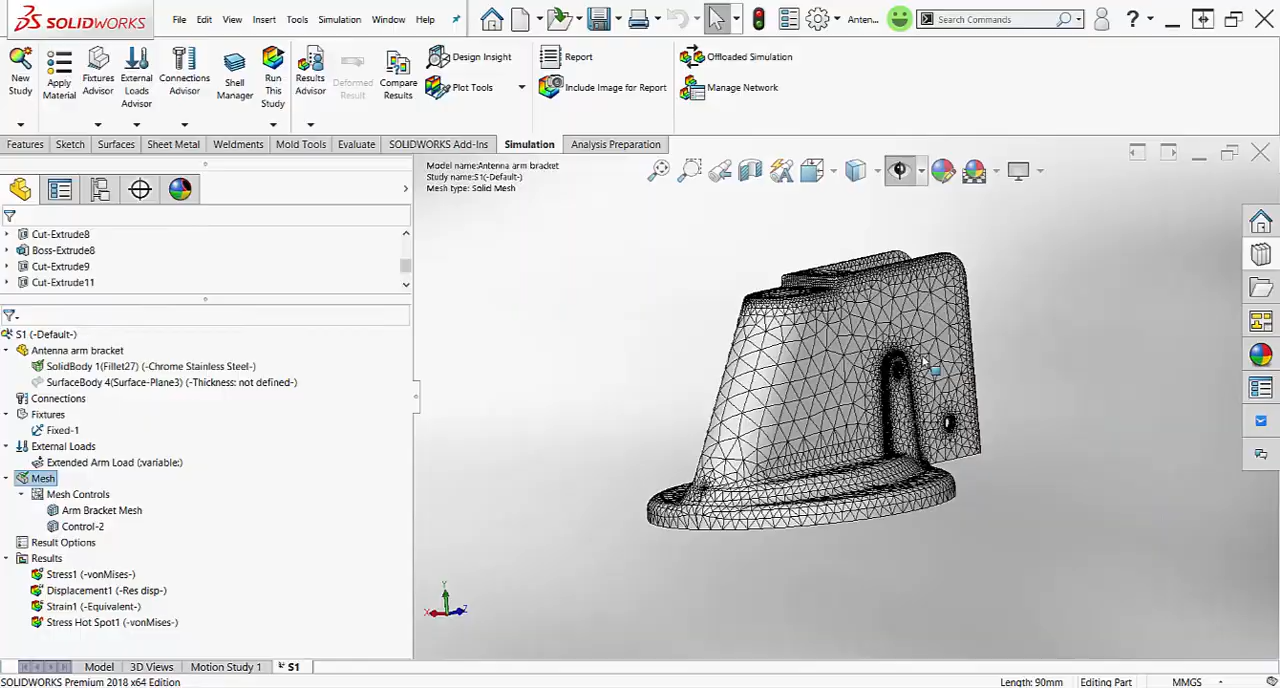 SOLIDWORKS File Edit View Insert Tools Simulation Window Help Anten... Search Commands ?
New Study
Apply Material
Fixtures Advisor
External Loads Advisor
Connections Advisor
Shell Manager
Run This Study
Results Advisor
Deformed Result
Compare Results
Design Insight
Plot Tools
Report
Include Image for Report
Offloaded Simulation
Manage Network
Features Sketch Surfaces Sheet Metal Weldments Mold Tools Evaluate SOLIDWORKS Add-Ins Simulation Analysis Preparation
Model name:Antenna arm bracket
Study name:S1(-Default-)
Mesh type: Solid Mesh
Cut-Extrude8
Boss-Extrude8
Cut-Extrude9
Cut-Extrude11
S1 (-Default-)
Antenna arm bracket
SolidBody 1(Fillet27) (-Chrome Stainless Steel-)
SurfaceBody 4(Surface-Plane3) (-Thickness: not defined-)
Connections
Fixtures
Fixed-1
External Loads
Extended Arm Load (:variable:)
Mesh
Mesh Controls
Arm Bracket Mesh
Control-2
Result Options
Results
Stress1 (-vonMises-)
Displacement1 (-Res disp-)
Strain1 (-Equivalent-)
Stress Hot Spot1 (-vonMises-)
Y
X
Z
Model 3D Views Motion Study 1 S1
SOLIDWORKS Premium 2018 x64 Edition Length: 90mm Editing Part MMGS